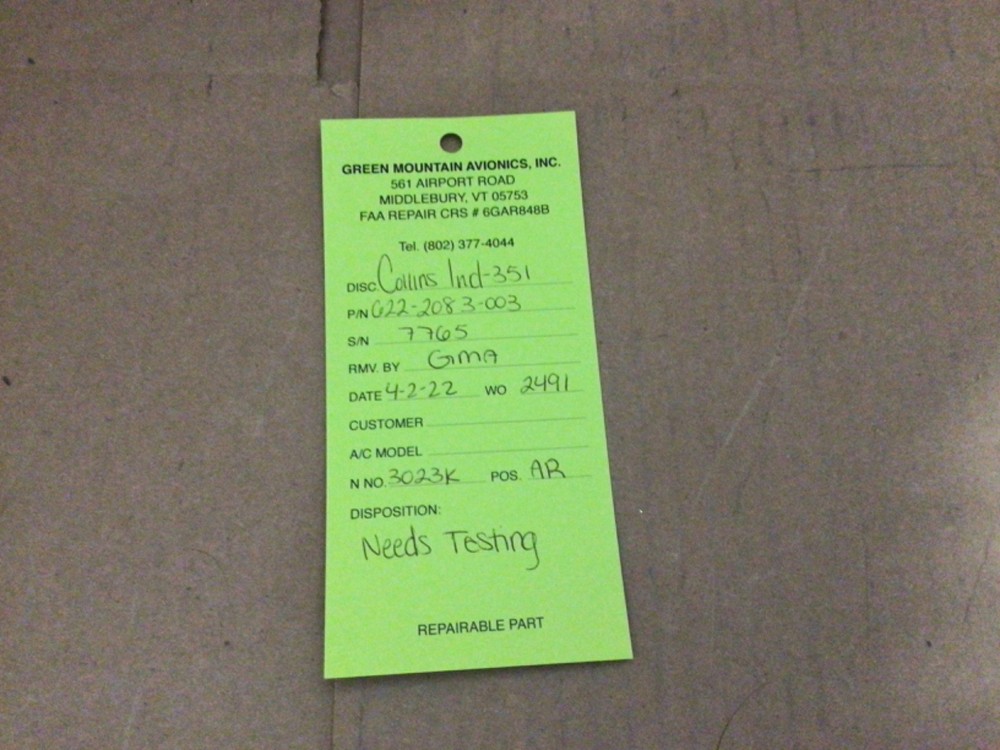 GREEN MOUNTAIN AVIONICS, INC.
561 AIRPORT ROAD
MIDDLEBURY, VT 05753
FAA REPAIR CRS # 6GAR848B
Tel. (802) 377-4044
DISC. Collins Ind-351
P/N 622-2083-003
S/N 7765
RMV. BY GMA
DATE 4-2-22 WO 2491
CUSTOMER
A/C MODEL
N NO. 3023K POS. AR
DISPOSITION:
Needs Testing
REPAIRABLE PART